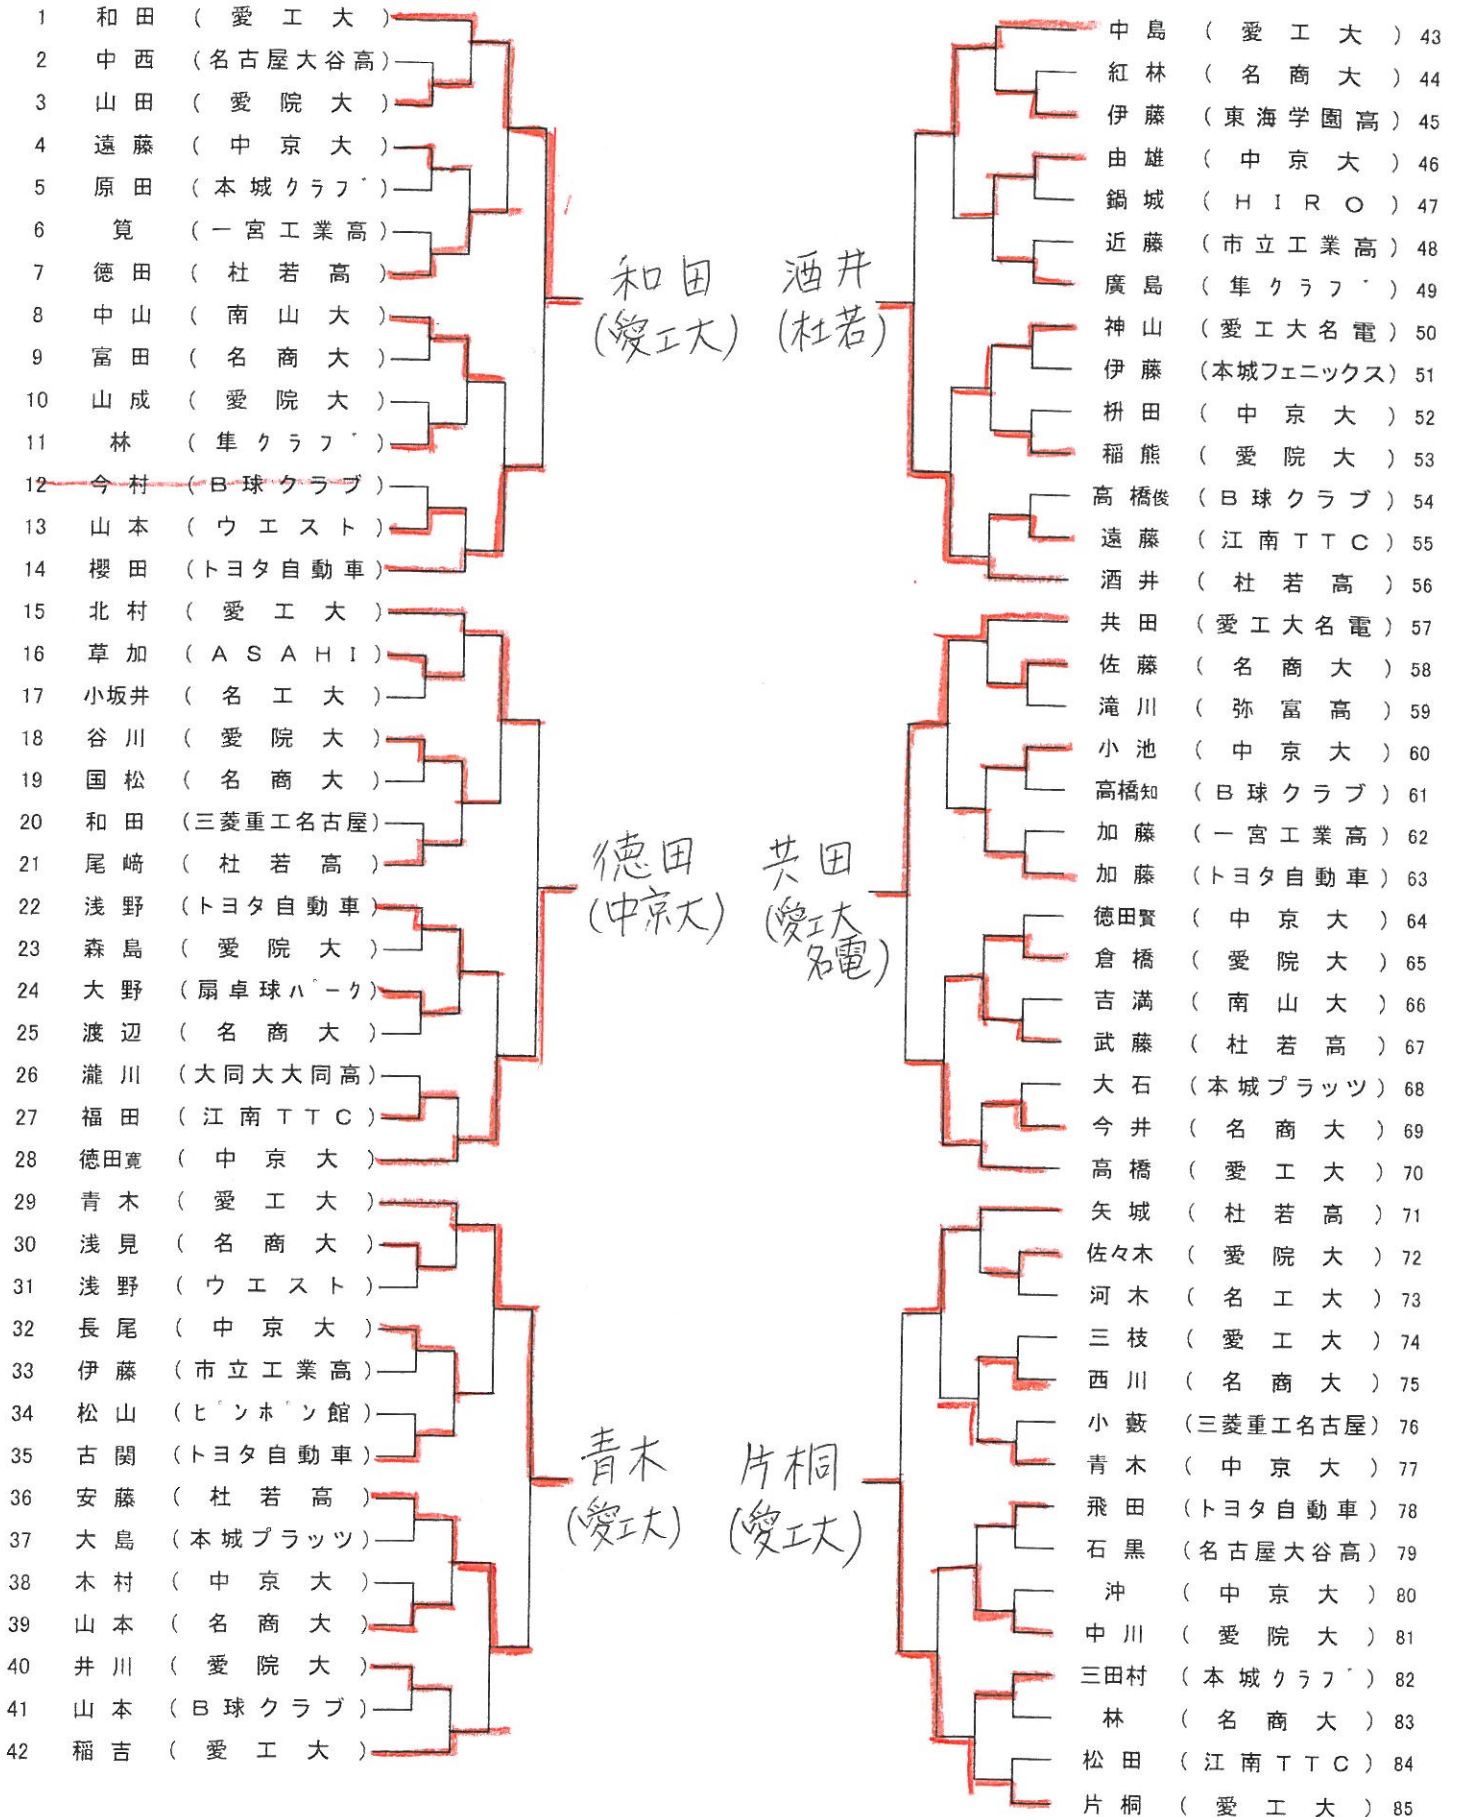 1 和田 (愛工大)
2 中西 (名古屋大谷高)
3 山田 (愛院大)
4 遠藤 (中京大)
5 原田 (本城クラブ)
6 筧 (一宮工業高)
7 徳田 (杜若高)
8 中山 (南山大)
9 富田 (名商大)
10 山成 (愛院大)
11 林 (隼クラブ)
12 今村 (B球クラブ)
13 山本 (ウエスト)
14 櫻田 (トヨタ自動車)
15 北村 (愛工大)
16 草加 (ASAHI)
17 小坂井 (名工大)
18 谷川 (愛院大)
19 国松 (名商大)
20 和田 (三菱重工名古屋)
21 尾﨑 (杜若高)
22 浅野 (トヨタ自動車)
23 森島 (愛院大)
24 大野 (扇卓球パーク)
25 渡辺 (名商大)
26 瀧川 (大同大大同高)
27 福田 (江南TTC)
28 徳田寛 (中京大)
29 青木 (愛工大)
30 浅見 (名商大)
31 浅野 (ウエスト)
32 長尾 (中京大)
33 伊藤 (市立工業高)
34 松山 (ピンポン館)
35 古関 (トヨタ自動車)
36 安藤 (杜若高)
37 大島 (本城プラッツ)
38 木村 (中京大)
39 山本 (名商大)
40 井川 (愛院大)
41 山本 (B球クラブ)
42 稲吉 (愛工大)
和田
(愛工大)
徳田
(中京大)
青木
(愛工大)
酒井
(杜若)
共田
(愛工大
名電)
片桐
(愛工大)
中島 (愛工大) 43
紅林 (名商大) 44
伊藤 (東海学園高) 45
由雄 (中京大) 46
鍋城 (HIRO) 47
近藤 (市立工業高) 48
廣島 (隼クラブ) 49
神山 (愛工大名電) 50
伊藤 (本城フェニックス) 51
枡田 (中京大) 52
稲熊 (愛院大) 53
高橋俊 (B球クラブ) 54
遠藤 (江南TTC) 55
酒井 (杜若高) 56
共田 (愛工大名電) 57
佐藤 (名商大) 58
滝川 (弥富高) 59
小池 (中京大) 60
高橋知 (B球クラブ) 61
加藤 (一宮工業高) 62
加藤 (トヨタ自動車) 63
徳田賢 (中京大) 64
倉橋 (愛院大) 65
吉満 (南山大) 66
武藤 (杜若高) 67
大石 (本城プラッツ) 68
今井 (名商大) 69
高橋 (愛工大) 70
矢城 (杜若高) 71
佐々木 (愛院大) 72
河木 (名工大) 73
三枝 (愛工大) 74
西川 (名商大) 75
小藪 (三菱重工名古屋) 76
青木 (中京大) 77
飛田 (トヨタ自動車) 78
石黒 (名古屋大谷高) 79
沖 (中京大) 80
中川 (愛院大) 81
三田村 (本城クラブ) 82
林 (名商大) 83
松田 (江南TTC) 84
片桐 (愛工大) 85